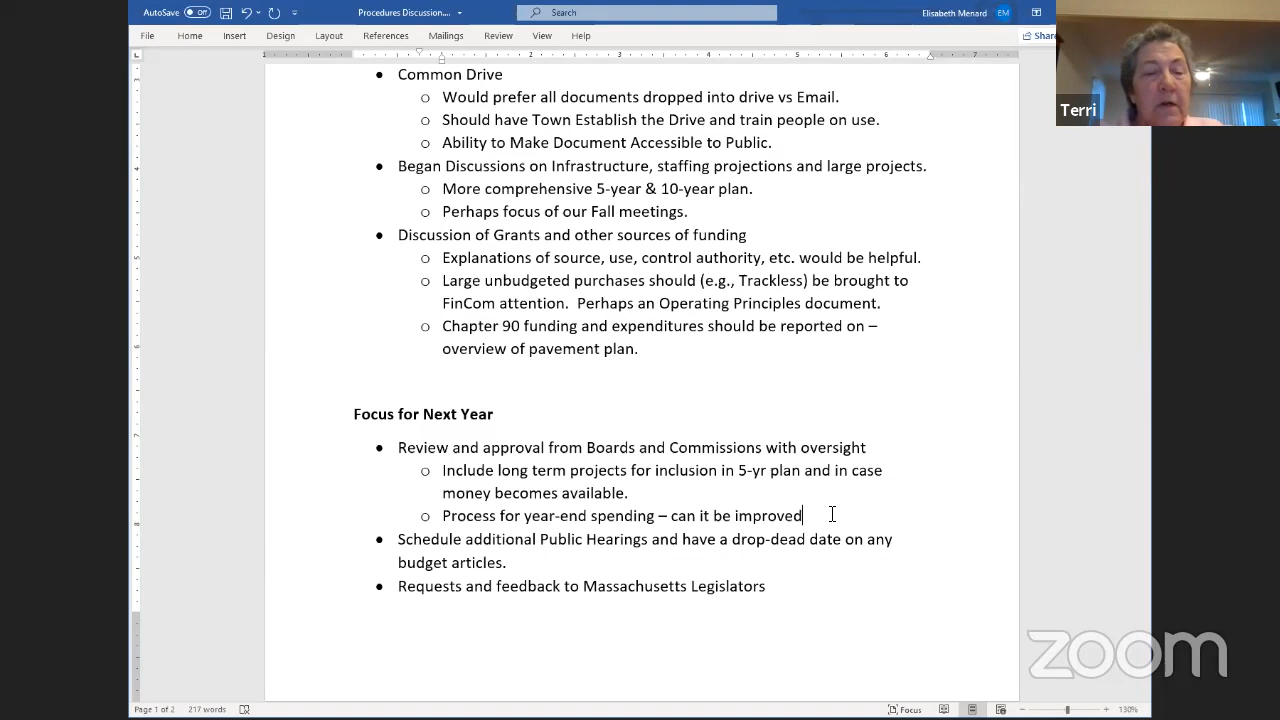 AutoSave Off Procedures Discussion.... Search Elisabeth Menard EM
File Home Insert Design Layout References Mailings Review View Help Share
1 1 2 3 4 5 6 7
Terri
• Common Drive
o Would prefer all documents dropped into drive vs Email.
o Should have Town Establish the Drive and train people on use.
o Ability to Make Document Accessible to Public.
• Began Discussions on Infrastructure, staffing projections and large projects.
o More comprehensive 5-year & 10-year plan.
o Perhaps focus of our Fall meetings.
• Discussion of Grants and other sources of funding
o Explanations of source, use, control authority, etc. would be helpful.
o Large unbudgeted purchases should (e.g., Trackless) be brought to
FinCom attention.  Perhaps an Operating Principles document.
o Chapter 90 funding and expenditures should be reported on –
overview of pavement plan.
Focus for Next Year
• Review and approval from Boards and Commissions with oversight
o Include long term projects for inclusion in 5-yr plan and in case
money becomes available.
o Process for year-end spending – can it be improved
• Schedule additional Public Hearings and have a drop-dead date on any
budget articles.
• Requests and feedback to Massachusetts Legislators
zoom
Page 1 of 2 217 words Focus 130%